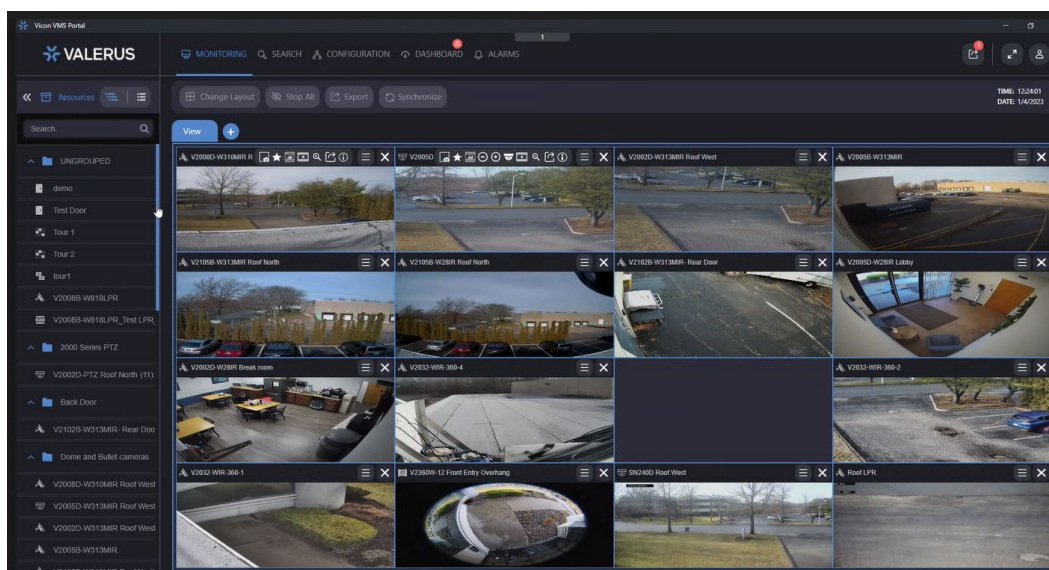 Vicon VMS Portal
1
VALERUS
MONITORING SEARCH CONFIGURATION DASHBOARD ALARMS
1
Resources
Change Layout Stop All Export Synchronize
TIME: 12:24:01
DATE: 1/4/2023
Search...
View
UNGROUPED
demo
Test Door
Tour 1
Tour 2
tour1
V2008B-W818LPR
V2008B-W818LPR_Test LPR_
2000 Series PTZ
V2002D-PTZ Roof North (11)
Back Door
V2102B-W313MIR- Rear Doo
Dome and Bullet cameras
V2008D-W310MIR Roof West
V2005D-W313MIR Roof West
V2002D-W313MIR Roof West
V2005B-W313MIR
V2008D-W310MIR R
V2005D
V2002D-W313MIR Roof West
V2005B-W313MIR
V2105B-W313MIR Roof North
V2105B-W28IR Roof North
V2102B-W313MIR- Rear Door
V2005D-W28IR Lobby
V2002D-W28IR Break room
V2032-WIR-360-4
V2032-WIR-360-2
V2032-WIR-360-1
V2360W-12 Front Entry Overhang
SN240D Roof West
Roof LPR